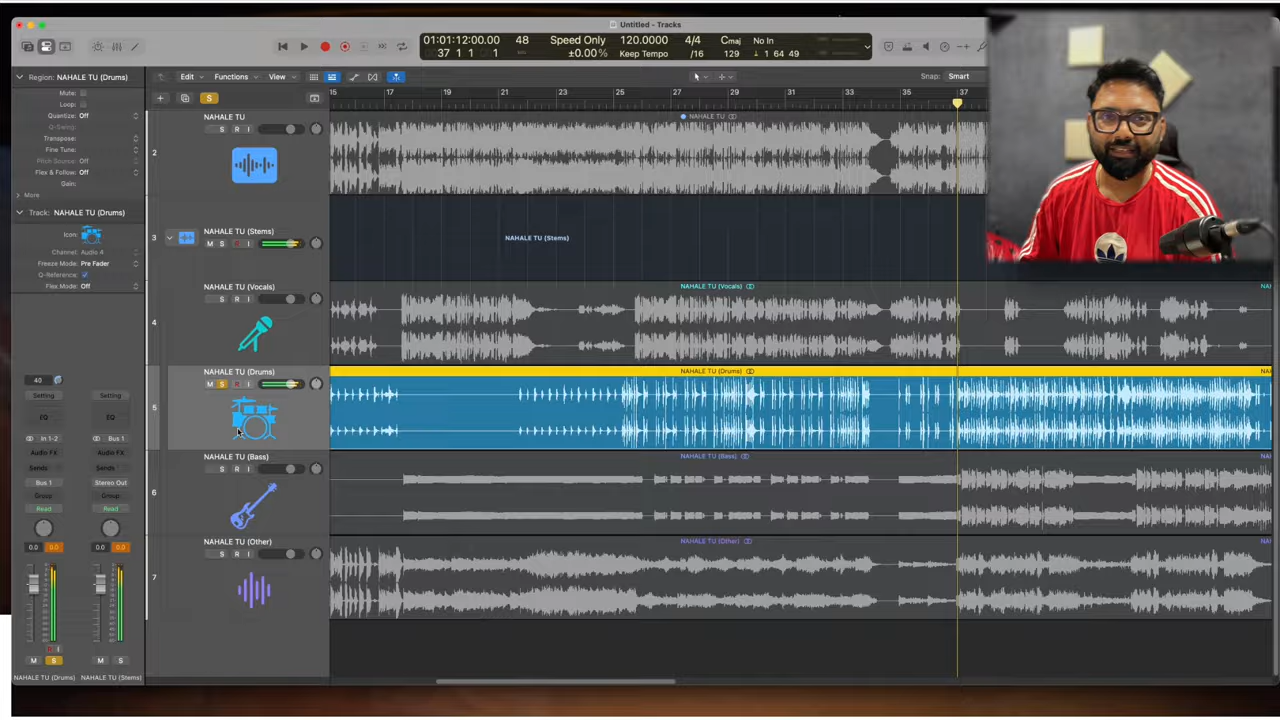 Untitled - Tracks
01:01:12:00.00 48 Speed Only 120.0000 4/4 Cmaj No In
37 1 1 1 ±0.00% Keep Tempo /16 129 ↓ 1 64 49
Region: NAHALE TU (Drums) Edit Functions View Snap: Smart
Mute:
Loop:
Quantize: Off
Q-Swing:
Transpose:
Fine Tune:
Pitch Source: Off
Flex & Follow: Off
Gain:
More
Track: NAHALE TU (Drums)
Icon:
Channel: Audio 4
Freeze Mode: Pre Fader
Q-Reference:
Flex Mode: Off
S
15 17 19 21 23 25 27 29 31 33 35 37
2
NAHALE TU
S R I
NAHALE TU
3
NAHALE TU (Stems)
M S R I
NAHALE TU (Stems)
4
NAHALE TU (Vocals)
S R I
NAHALE TU (Vocals)
NAH
5
NAHALE TU (Drums)
M S R I
NAHALE TU (Drums)
NAH
6
NAHALE TU (Bass)
S R I
NAHALE TU (Bass)
NAH
7
NAHALE TU (Other)
S R I
NAHALE TU (Other)
NAH
40
Setting Setting
EQ EQ
In 1-2 Bus 1
Audio FX Audio FX
Sends Sends
Bus 1 Stereo Out
Group Group
Read Read
0.0 0.0 0.0 0.0
R I
M S M S
NAHALE TU (Drums) NAHALE TU (Stems)